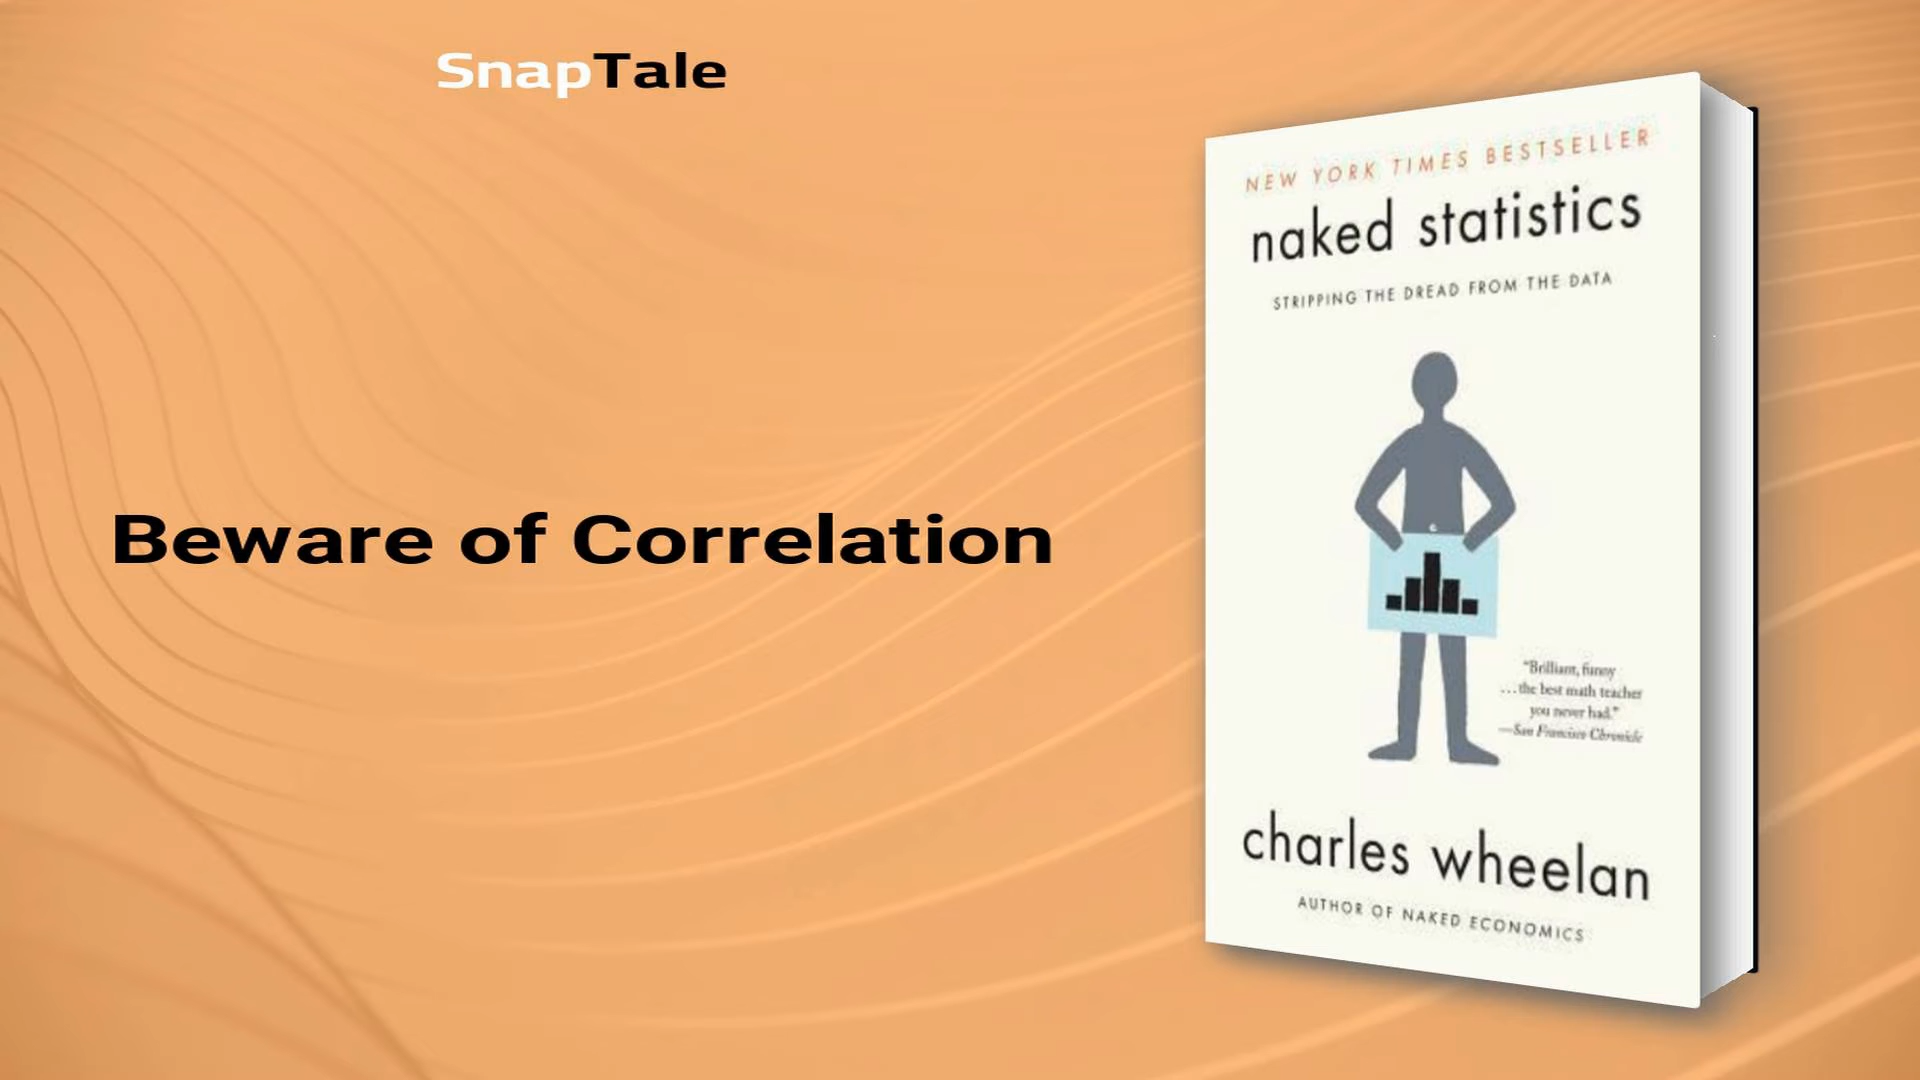 SnapTale
Beware of Correlation
NEW YORK TIMES BESTSELLER
naked statistics
STRIPPING THE DREAD FROM THE DATA
"Brilliant, funny
...the best math teacher
you never had."
—San Francisco Chronicle
charles wheelan
AUTHOR OF NAKED ECONOMICS